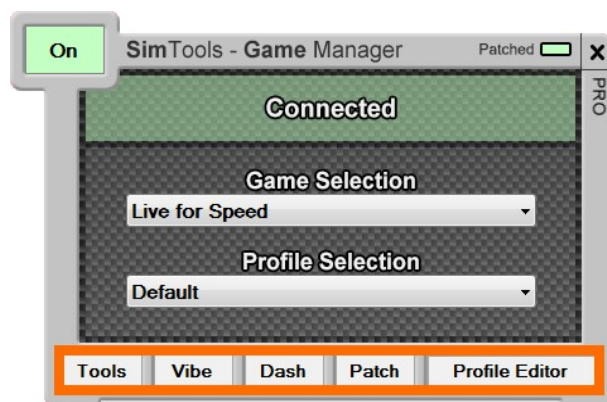 On
SimTools - Game Manager
Patched
X
PRO
Connected
Game Selection
Live for Speed
Profile Selection
Default
Tools Vibe Dash Patch Profile Editor